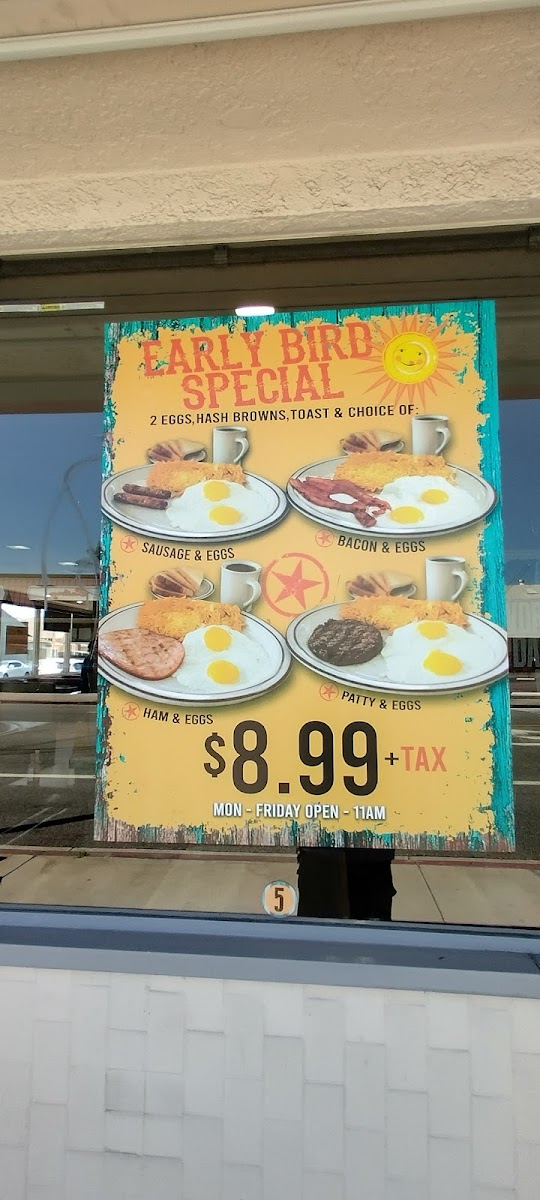 EARLY BIRD
SPECIAL
2 EGGS, HASH BROWNS, TOAST & CHOICE OF:
SAUSAGE & EGGS
BACON & EGGS
HAM & EGGS
PATTY & EGGS
$8.99 +TAX
MON - FRIDAY OPEN - 11AM
5